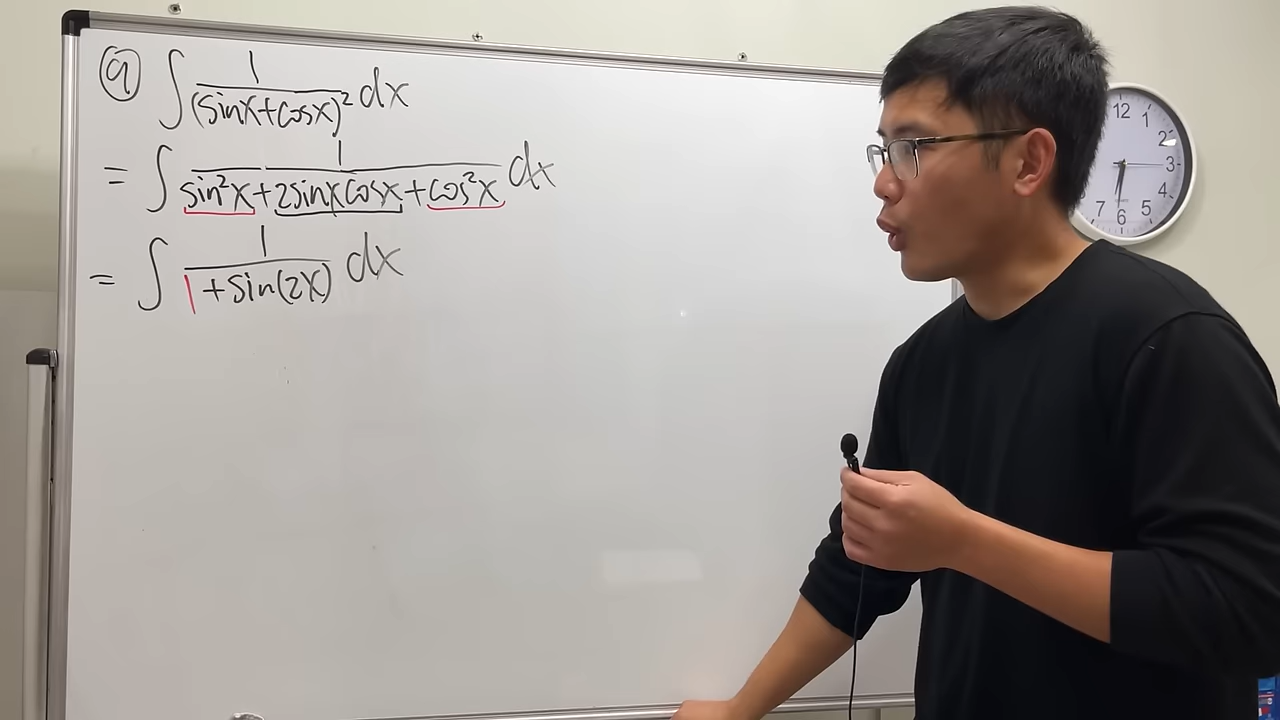 9 ∫ 1/(sinx+cosx)² dx
= ∫ 1/(sin²x+2sinxcosx+cos²x) dx
= ∫ 1/(1+sin(2x)) dx
12
1
2
3
4
5
6
7